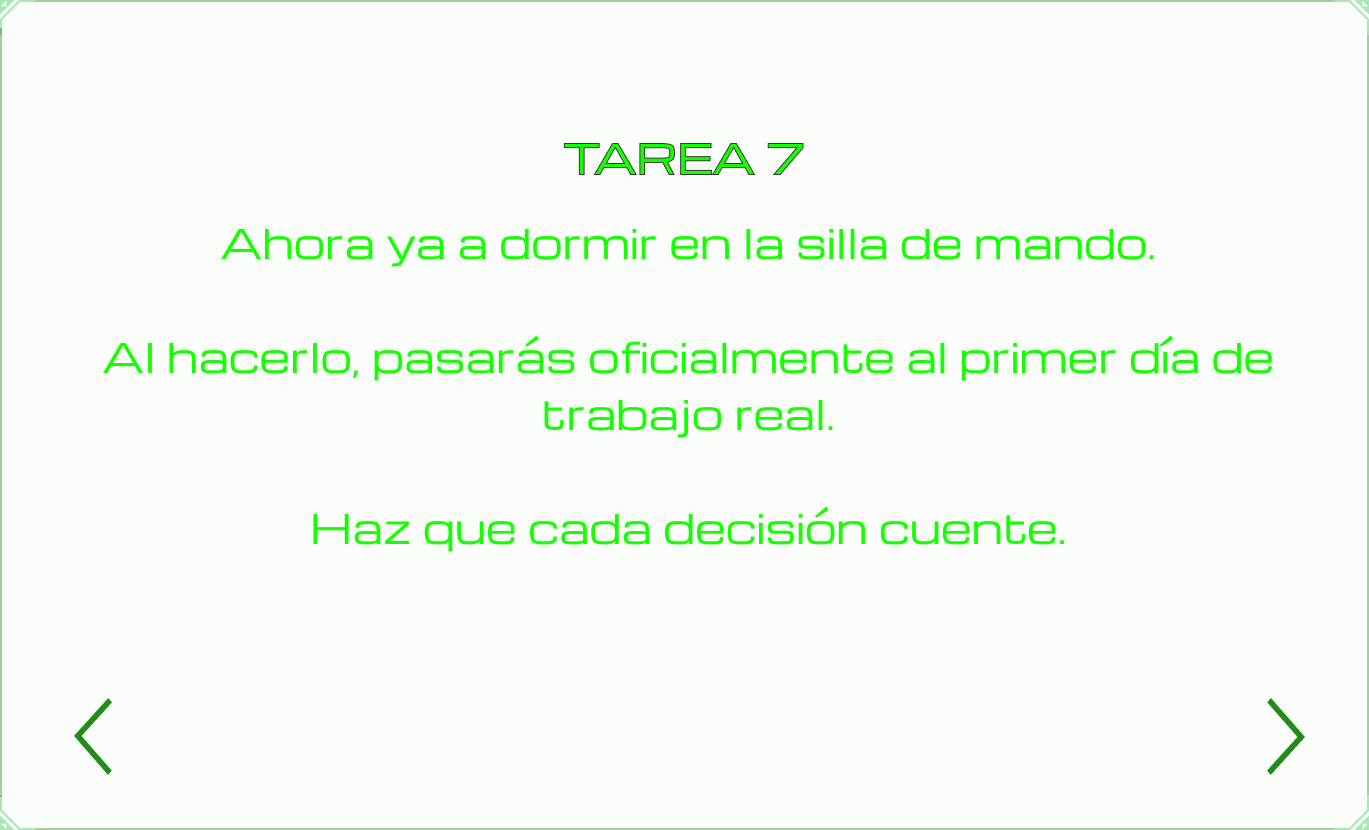 TAREA 7
Ahora ya a dormir en la silla de mando.
Al hacerlo, pasarás oficialmente al primer día de
trabajo real.
Haz que cada decisión cuente.